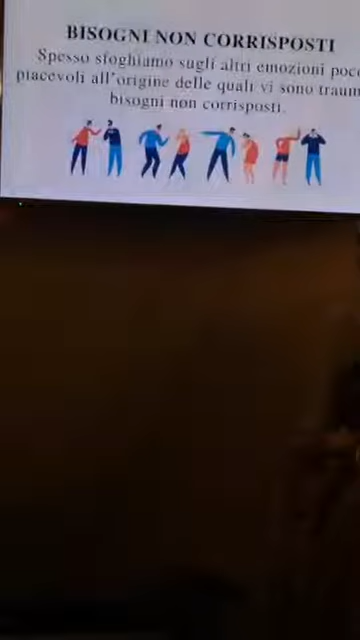 BISOGNI NON CORRISPOSTI
Spesso sfoghiamo sugli altri emozioni poco
piacevoli all'origine delle quali vi sono traum
bisogni non corrisposti.